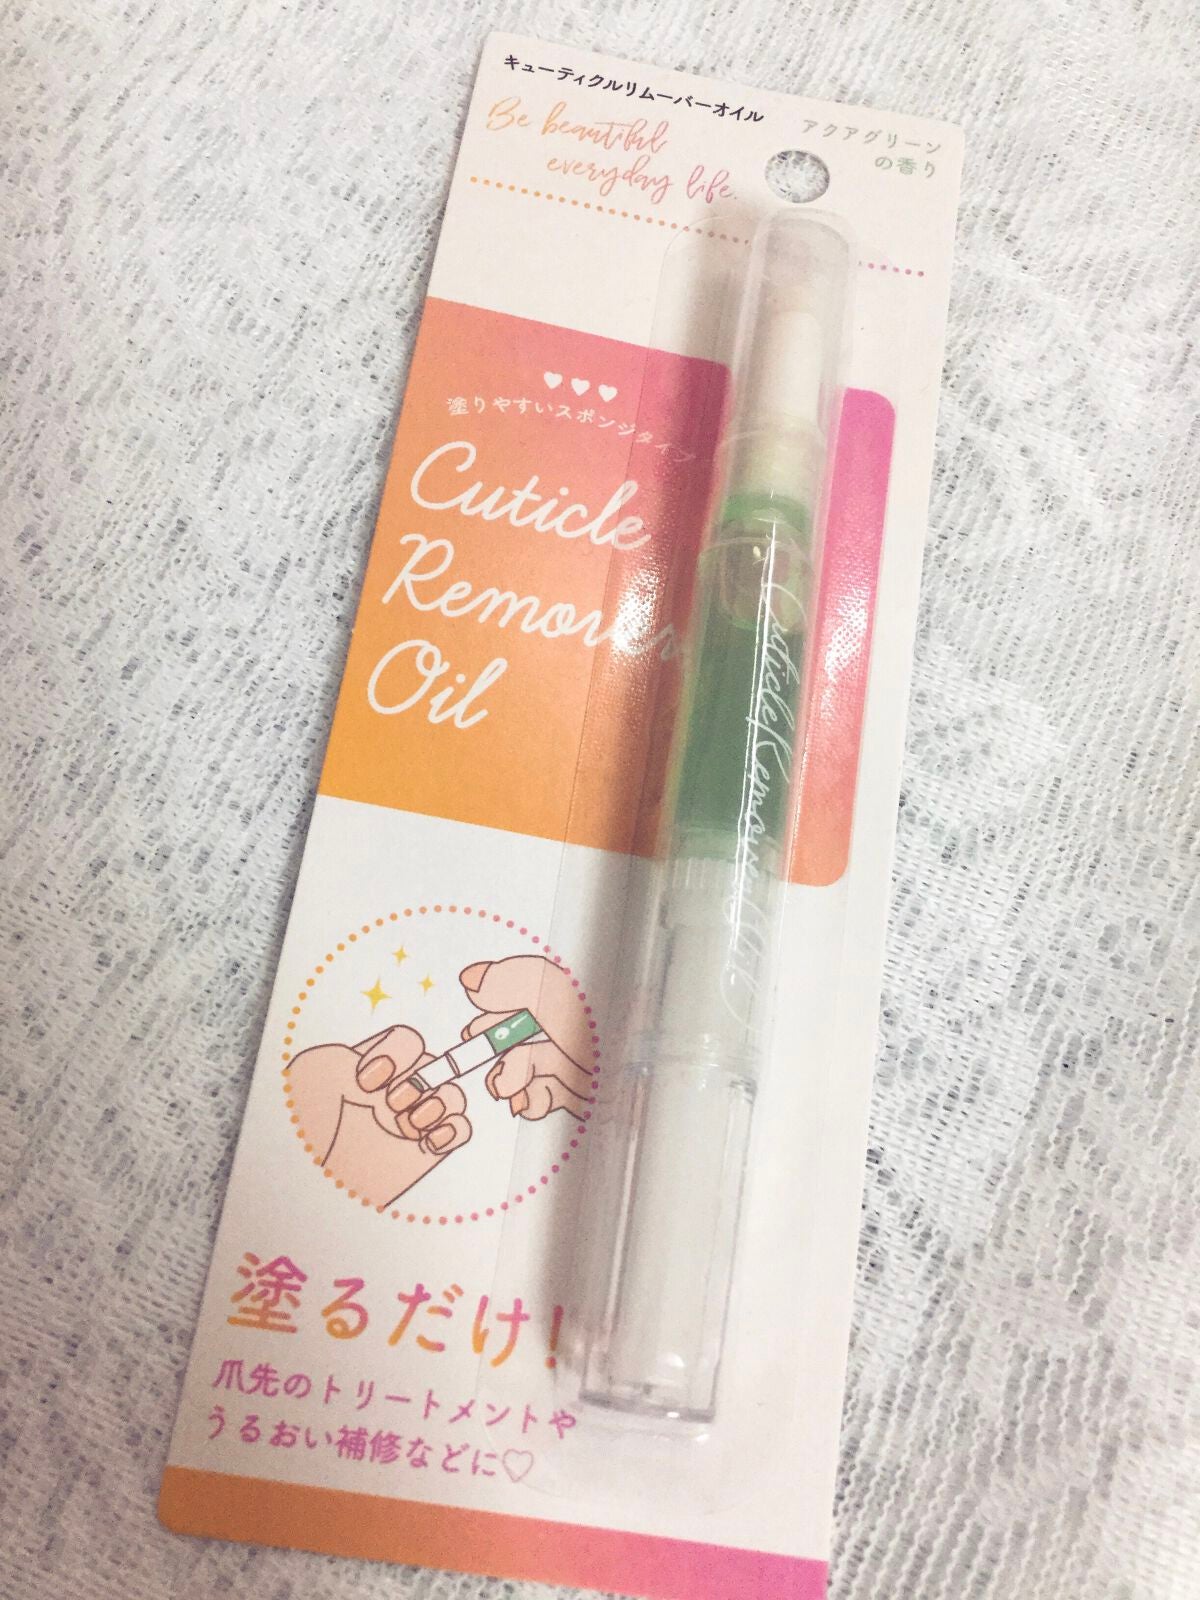 キューティクルリムーバーオイル
アクアグリーン
の香り
Be beautiful
everyday life.
塗りやすいスポンジタイプ
Cuticle
Remover
Oil
Cuticle Remover Oil
塗るだけ!
爪先のトリートメントや
うるおい補修などに♡